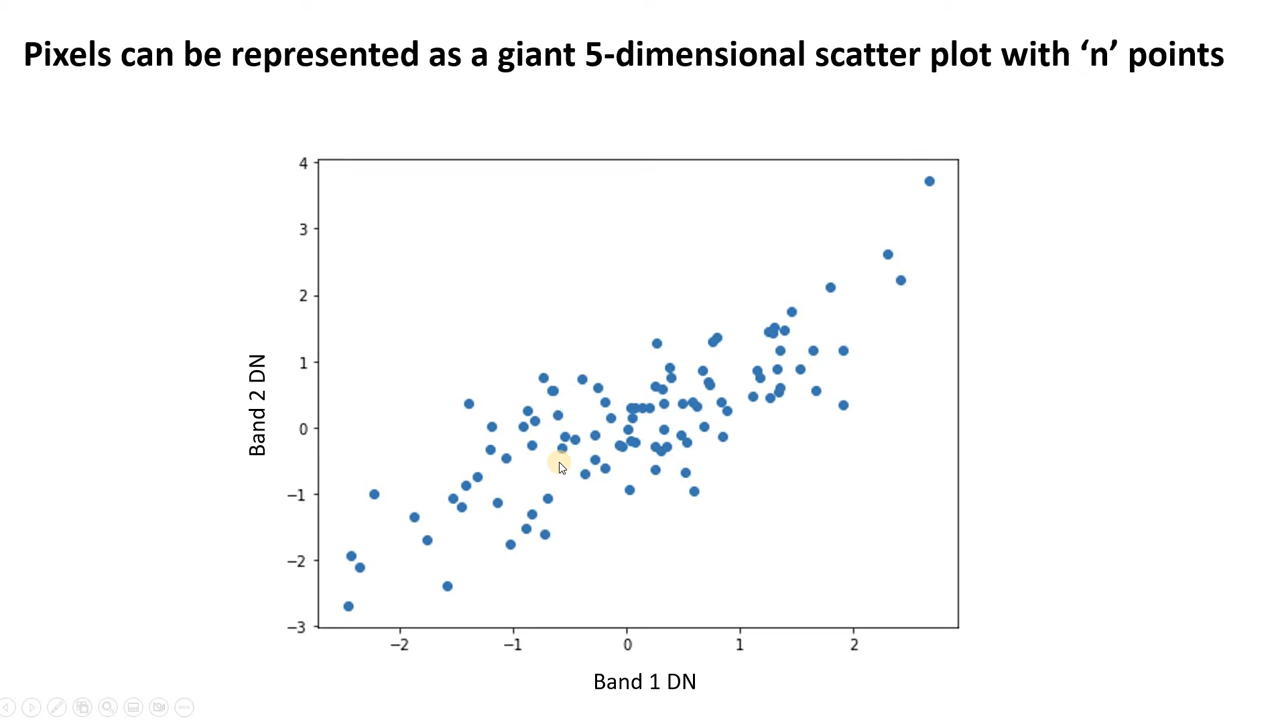 Pixels can be represented as a giant 5-dimensional scatter plot with ‘n’ points
4
3
2
1
0
−1
−2
−3
Band 2 DN
−2 −1 0 1 2
Band 1 DN